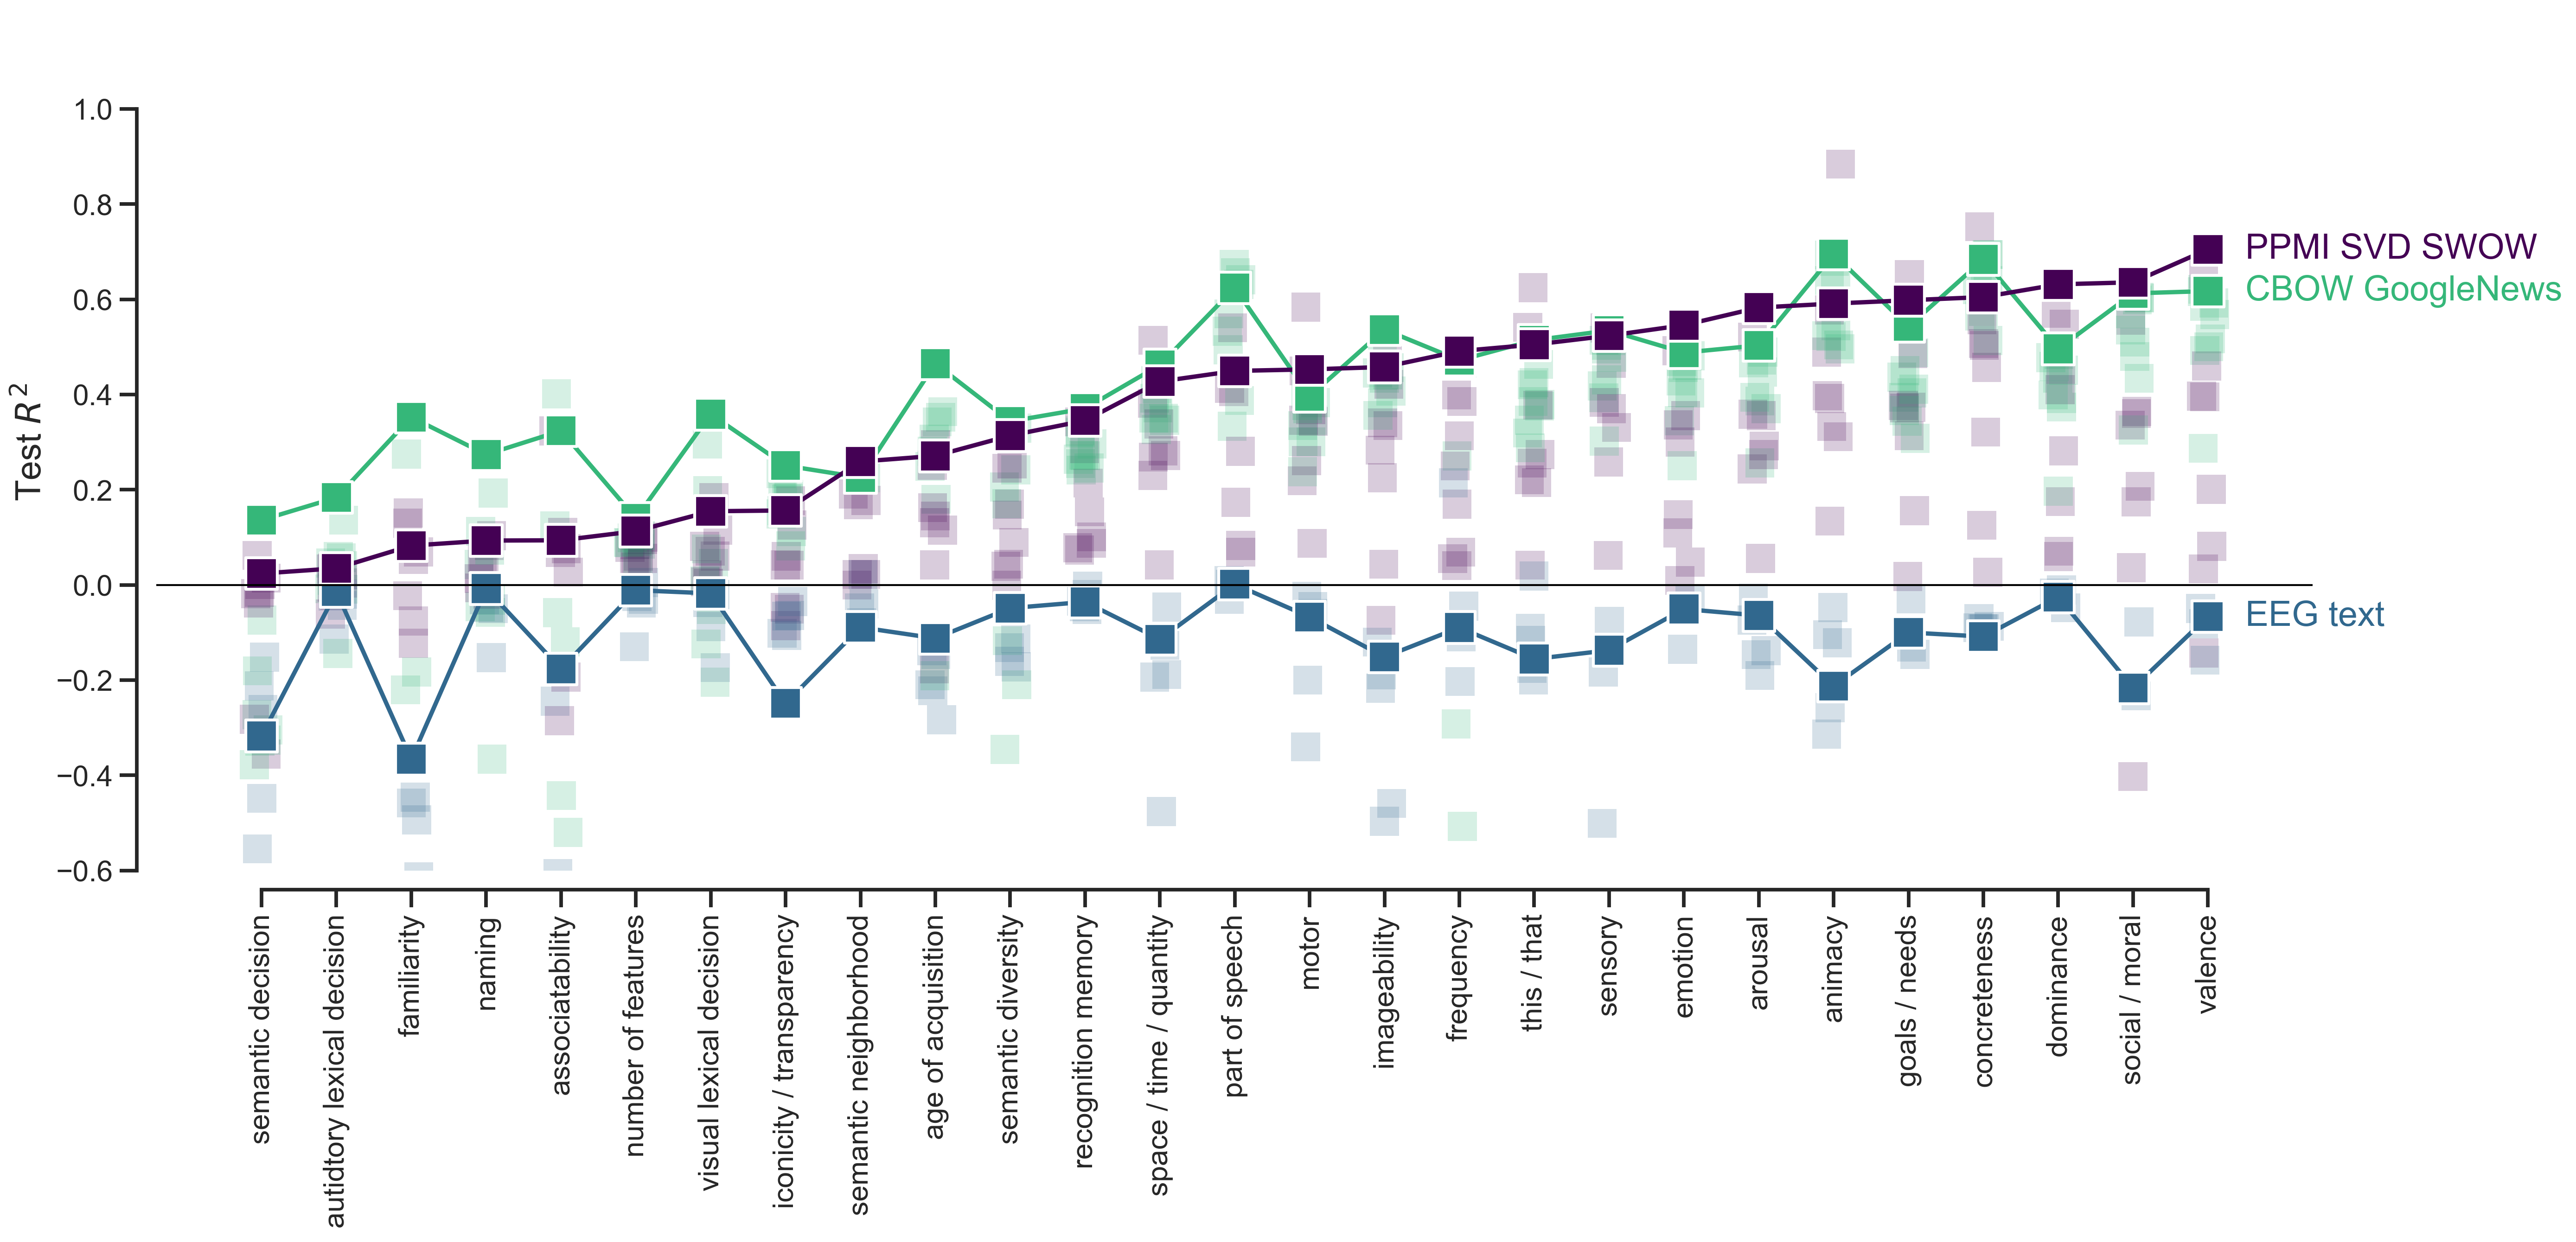 1.0
0.8
0.6
0.4
0.2
0.0
−0.2
−0.4
−0.6
Test R²
PPMI SVD SWOW
CBOW GoogleNews
EEG text
semantic decision
autidtory lexical decision
familiarity
naming
associatability
number of features
visual lexical decision
iconicity / transparency
semantic neighborhood
age of acquisition
semantic diversity
recognition memory
space / time / quantity
part of speech
motor
imageability
frequency
this / that
sensory
emotion
arousal
animacy
goals / needs
concreteness
dominance
social / moral
valence